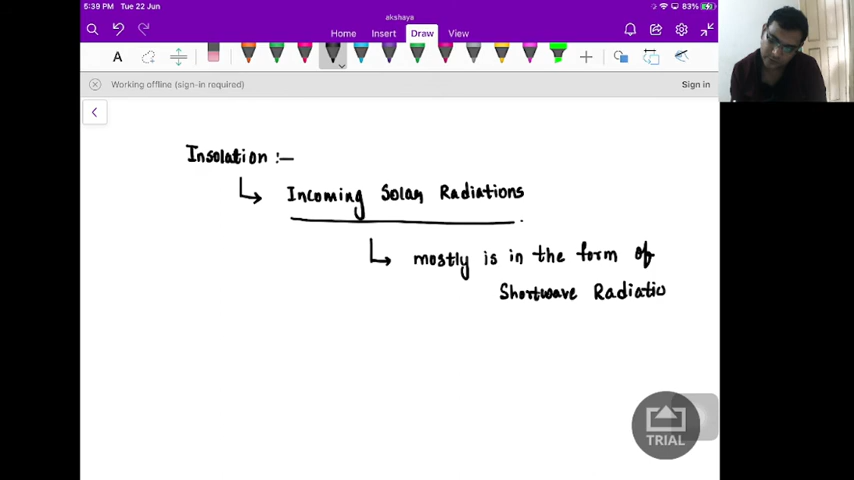 5:39 PM Tue 22 Jun
83%
akshaya
Home Insert Draw View
A
Working offline (sign-in required) Sign in
Insolation :-
Incoming Solar Radiations
mostly is in the form of
Shortwave Radiatio
TRIAL